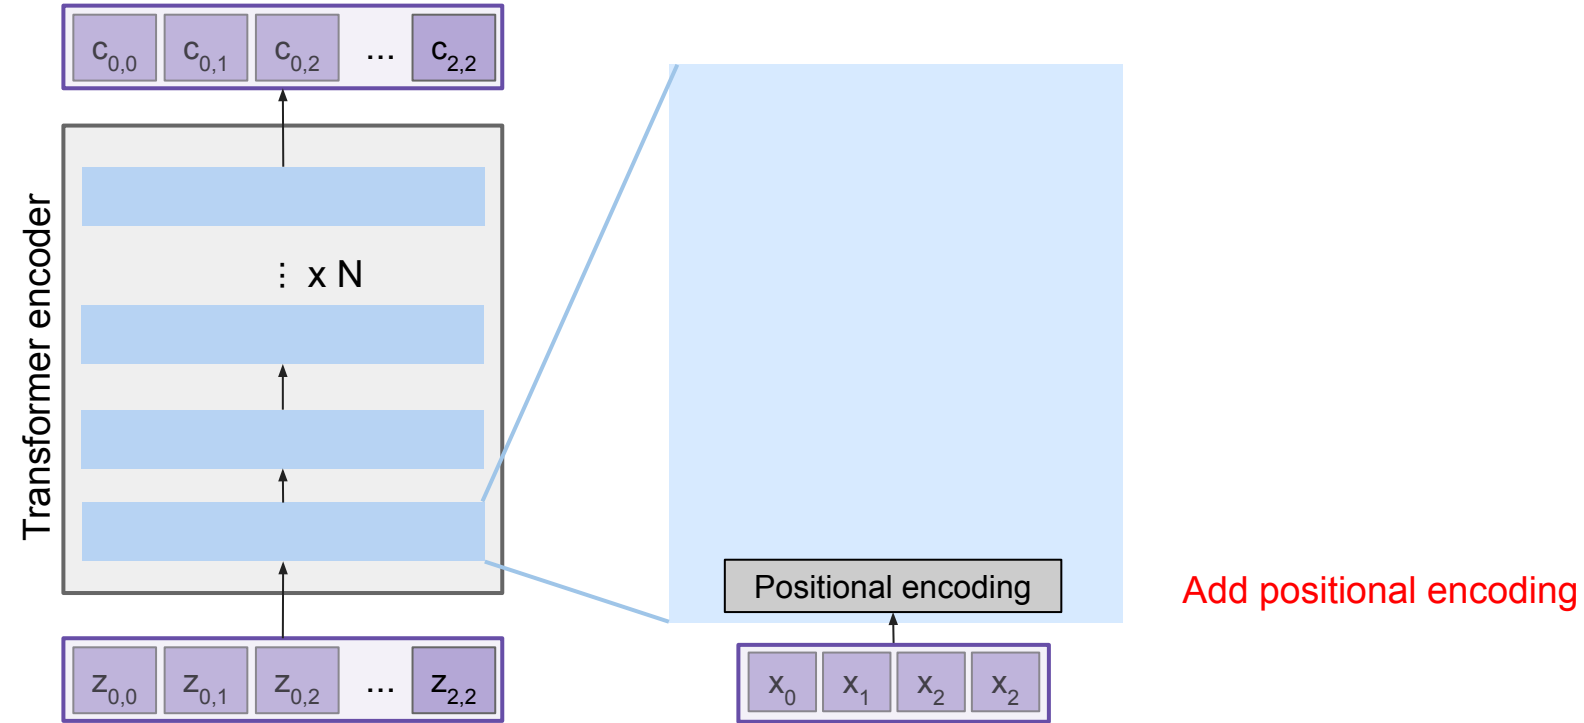 c0,0 c0,1 c0,2 ... c2,2
Transformer encoder
⋮ x N
z0,0 z0,1 z0,2 ... z2,2
Positional encoding
x0 x1 x2 x2
Add positional encoding